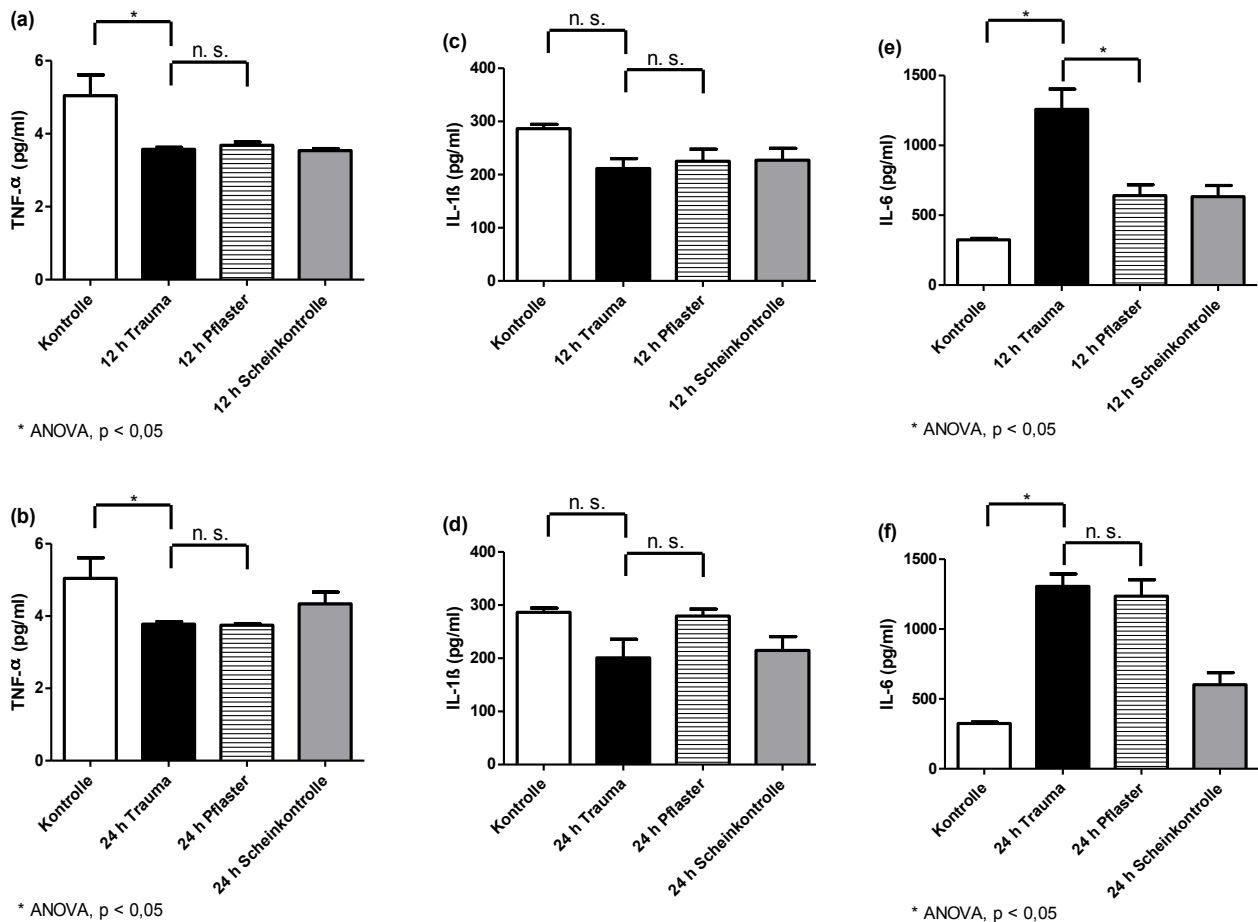 (a)
*
n. s.
6
4
2
0
TNF-α (pg/ml)
Kontrolle
12 h Trauma
12 h Pflaster
12 h Scheinkontrolle
* ANOVA, p < 0,05
(c)
n. s.
n. s.
400
300
200
100
0
IL-1ß (pg/ml)
Kontrolle
12 h Trauma
12 h Pflaster
12 h Scheinkontrolle
(e)
*
*
1500
1000
500
0
IL-6 (pg/ml)
Kontrolle
12 h Trauma
12 h Pflaster
12 h Scheinkontrolle
* ANOVA, p < 0,05
(b)
*
n. s.
6
4
2
0
TNF-α (pg/ml)
Kontrolle
24 h Trauma
24 h Pflaster
24 h Scheinkontrolle
* ANOVA, p < 0,05
(d)
n. s.
n. s.
400
300
200
100
0
IL-1ß (pg/ml)
Kontrolle
24 h Trauma
24 h Pflaster
24 h Scheinkontrolle
(f)
*
n. s.
1500
1000
500
0
IL-6 (pg/ml)
Kontrolle
24 h Trauma
24 h Pflaster
24 h Scheinkontrolle
* ANOVA, p < 0,05